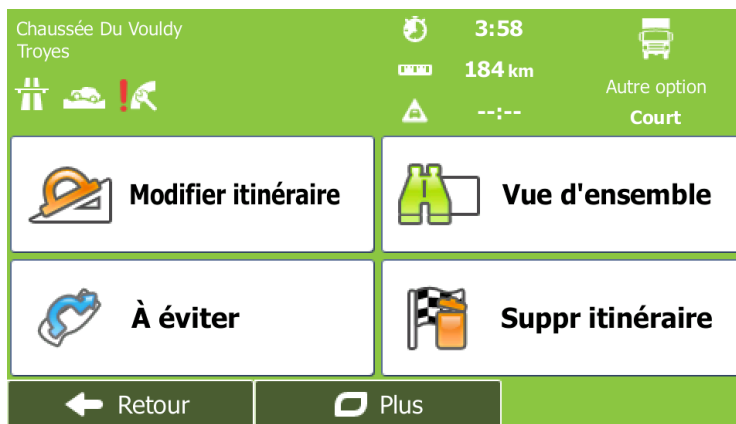 Chaussée Du Vouldy
Troyes
3:58
184 km
--:--
Autre option
Court
Modifier itinéraire
Vue d'ensemble
À éviter
Suppr itinéraire
Retour
Plus